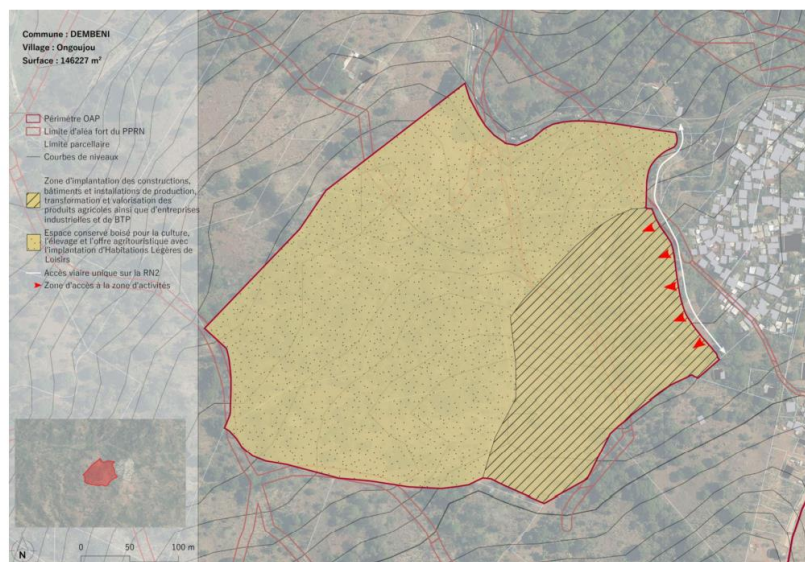 Commune : DEMBENI
Village : Ongoujou
Surface : 146227 m²
Périmètre OAP
Limite d'aléa fort du PPRN
Limite parcellaire
Courbes de niveaux
Zone d'implantation des constructions,
bâtiments et installations de production,
transformation et valorisation des
produits agricoles ainsi que d'entreprises
industrielles et de BTP
Espace conservé boisé pour la culture,
l'élevage et l'offre agritouristique avec
l'implantation d'Habitations Légères de
Loisirs
Accès viaire unique sur la RN2
Zone d'accès à la zone d'activités
N
0 50 100 m